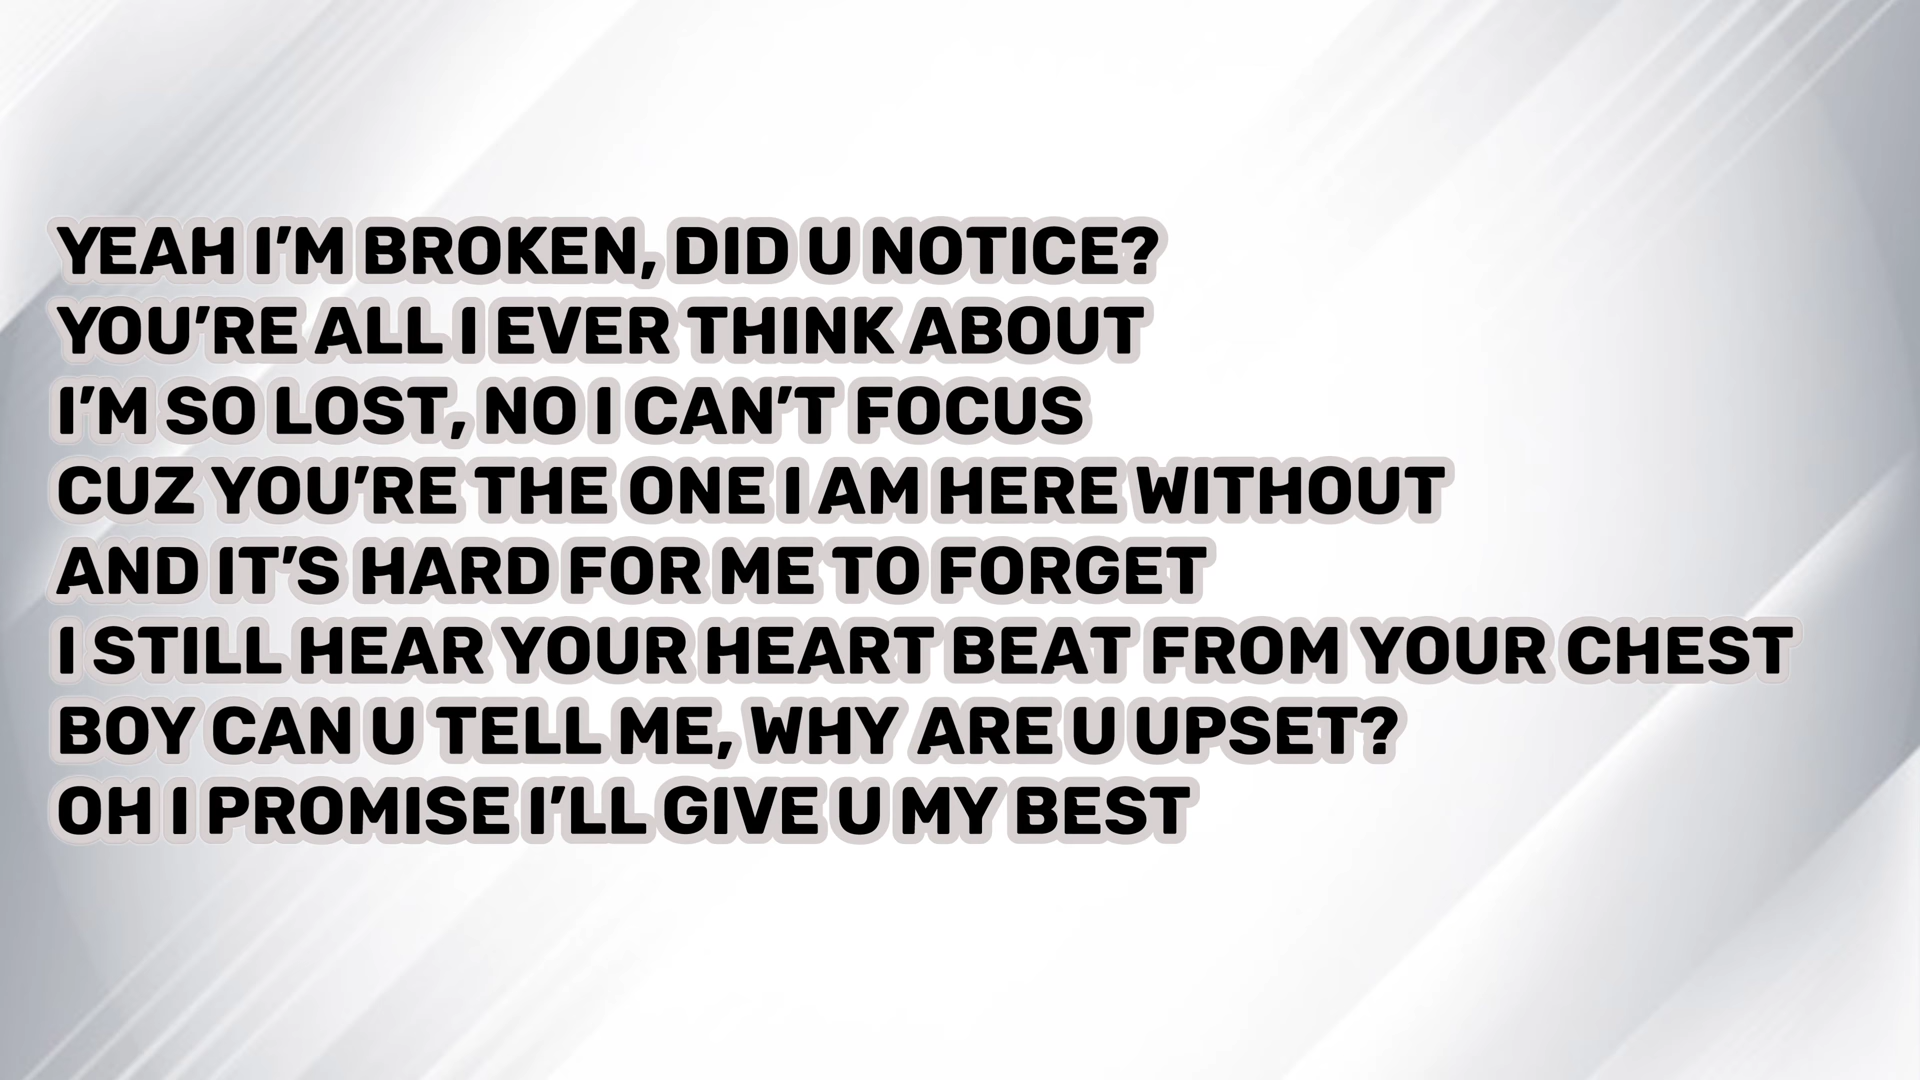 YEAH I’M BROKEN, DID U NOTICE?
YOU’RE ALL I EVER THINK ABOUT
I’M SO LOST, NO I CAN’T FOCUS
CUZ YOU’RE THE ONE I AM HERE WITHOUT
AND IT’S HARD FOR ME TO FORGET
I STILL HEAR YOUR HEART BEAT FROM YOUR CHEST
BOY CAN U TELL ME, WHY ARE U UPSET?
OH I PROMISE I’LL GIVE U MY BEST